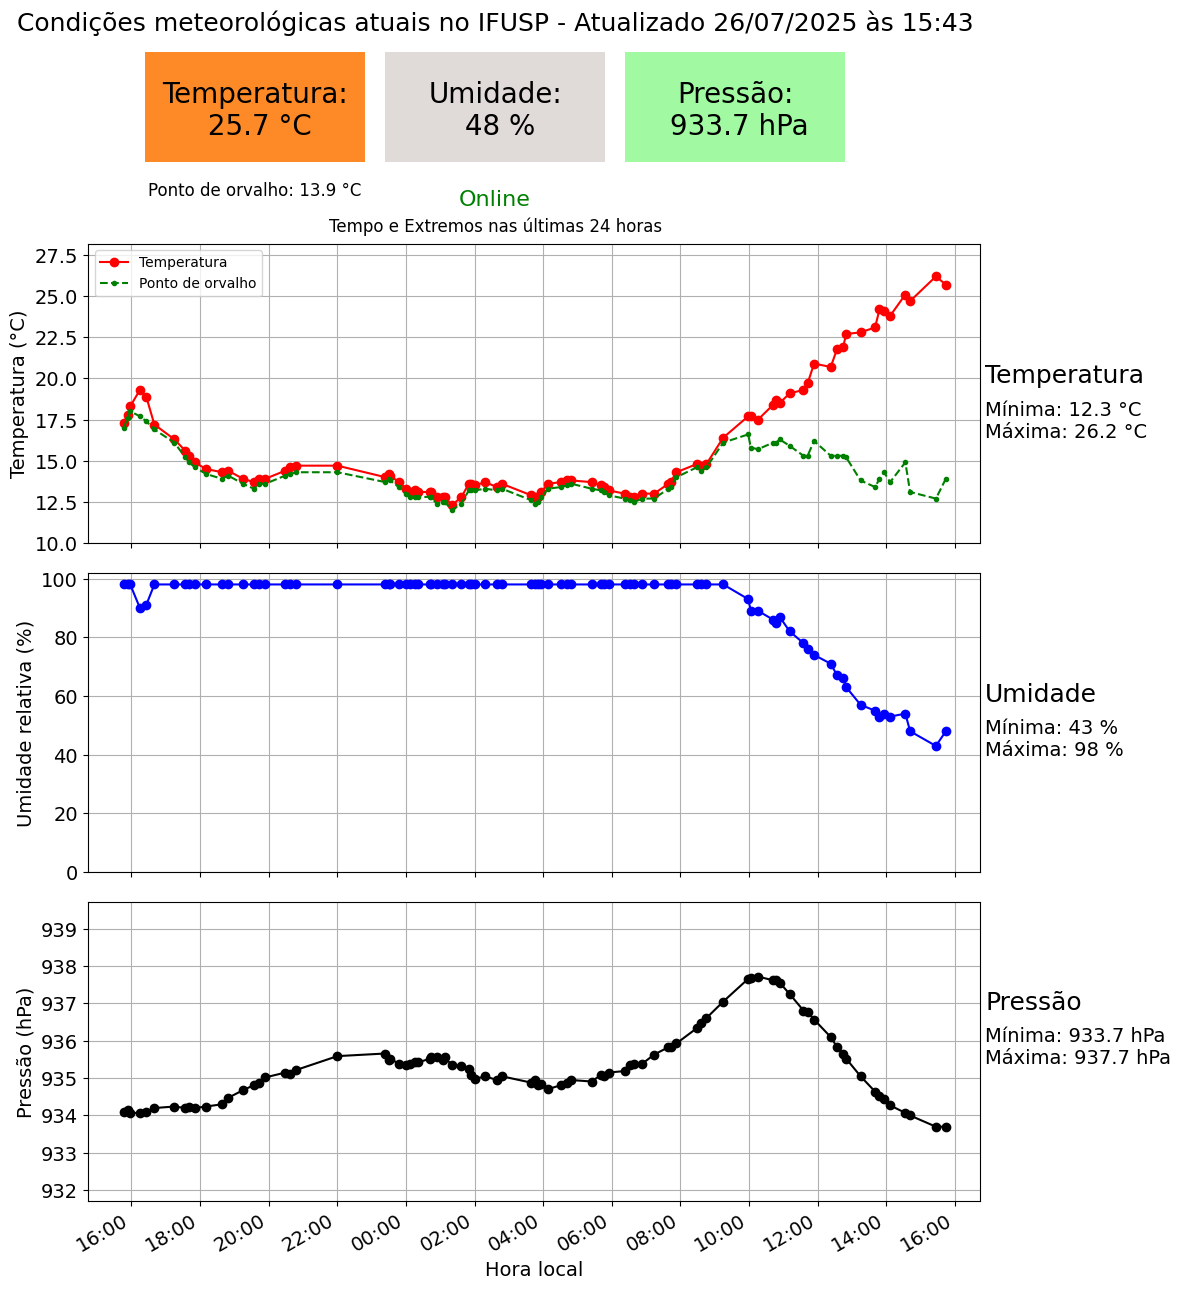 Condições meteorológicas atuais no IFUSP - Atualizado 26/07/2025 às 15:43
Temperatura:
25.7 °C
Umidade:
48 %
Pressão:
933.7 hPa
Ponto de orvalho: 13.9 °C
Online
Tempo e Extremos nas últimas 24 horas
Temperatura (°C)
27.5
25.0
22.5
20.0
17.5
15.0
12.5
10.0
Temperatura
Ponto de orvalho
Temperatura
Mínima: 12.3 °C
Máxima: 26.2 °C
Umidade relativa (%)
100
80
60
40
20
0
Umidade
Mínima: 43 %
Máxima: 98 %
Pressão (hPa)
939
938
937
936
935
934
933
932
Pressão
Mínima: 933.7 hPa
Máxima: 937.7 hPa
16:00 18:00 20:00 22:00 00:00 02:00 04:00 06:00 08:00 10:00 12:00 14:00 16:00
Hora local